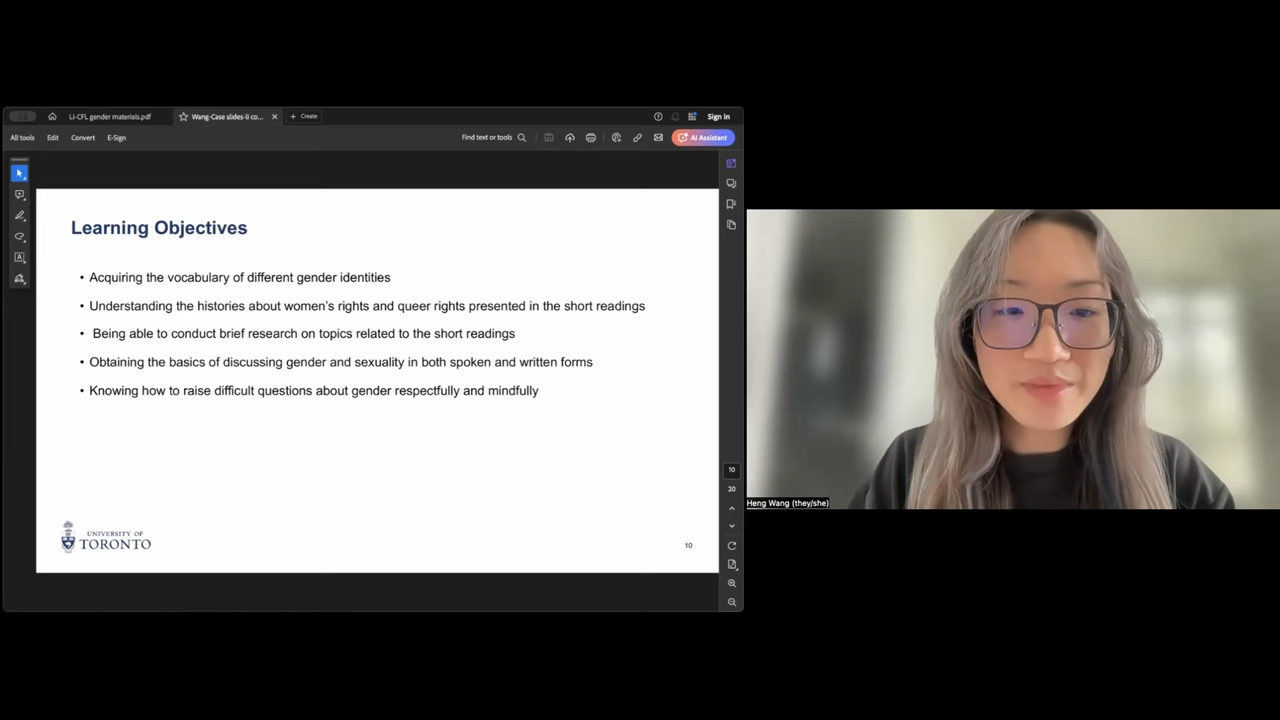 Li-CFL gender materials.pdf
Wang-Case slides-li co...
Create
Sign in
All tools
Edit
Convert
E-Sign
Find text or tools
AI Assistant
Learning Objectives
• Acquiring the vocabulary of different gender identities
• Understanding the histories about women's rights and queer rights presented in the short readings
• Being able to conduct brief research on topics related to the short readings
• Obtaining the basics of discussing gender and sexuality in both spoken and written forms
• Knowing how to raise difficult questions about gender respectfully and mindfully
10
20
UNIVERSITY OF
TORONTO
10
Heng Wang (they/she)